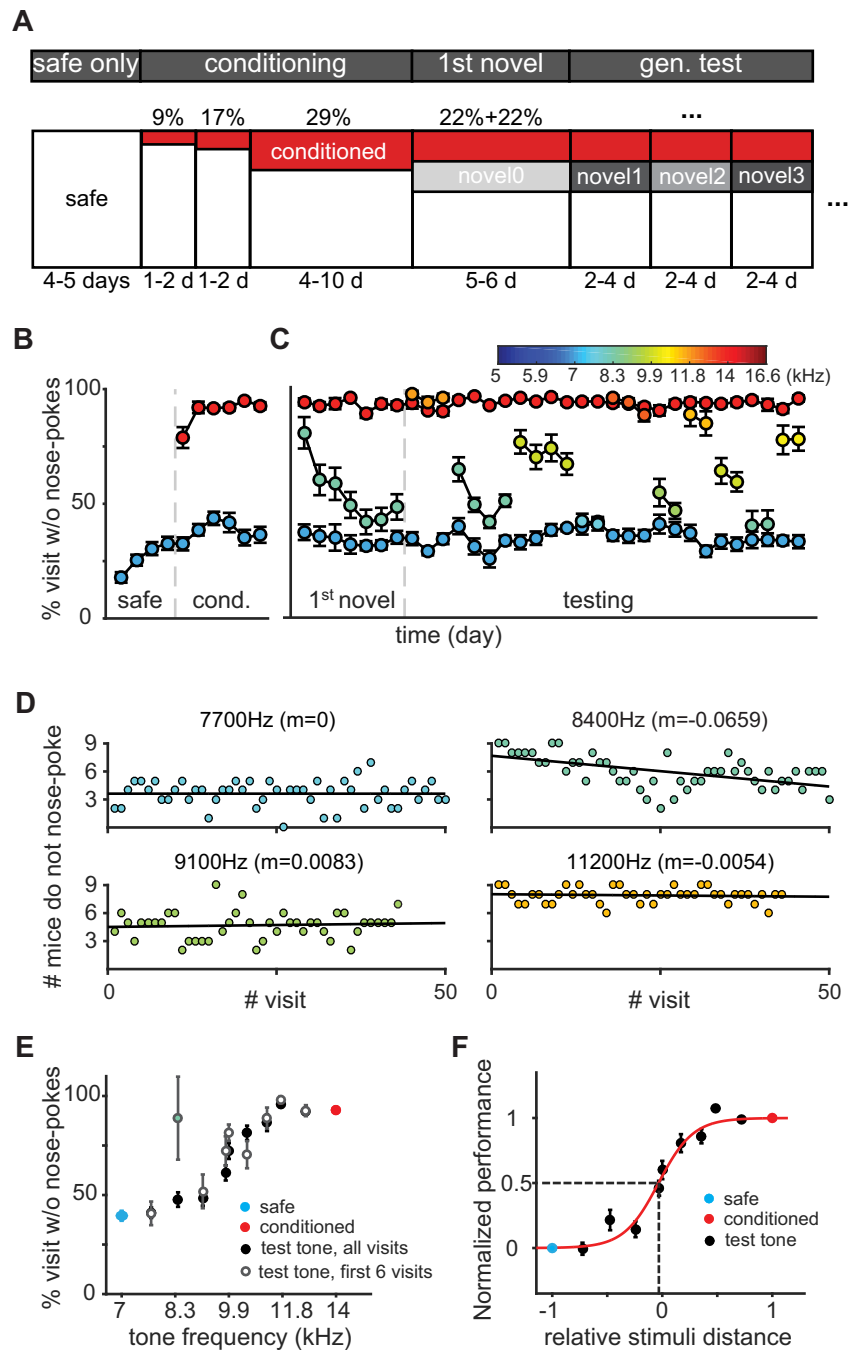 A
safe only conditioning 1st novel gen. test
9% 17% 29% 22%+22% ...
conditioned
safe novel0 novel1 novel2 novel3 ...
4-5 days 1-2 d 1-2 d 4-10 d 5-6 d 2-4 d 2-4 d 2-4 d
B C
5 5.9 7 8.3 9.9 11.8 14 16.6 (kHz)
100
50
0
% visit w/o nose-pokes
safe cond. 1st novel testing
time (day)
D
7700Hz (m=0) 8400Hz (m=-0.0659)
9
6
3
9100Hz (m=0.0083) 11200Hz (m=-0.0054)
9
6
3
# mice do not nose-poke
0 50 0 50
# visit # visit
E F
% visit w/o nose-pokes
100
50
0
safe
conditioned
test tone, all visits
test tone, first 6 visits
7 8.3 9.9 11.8 14
tone frequency (kHz)
Normalized performance
1
0.5
0
safe
conditioned
test tone
-1 0 1
relative stimuli distance